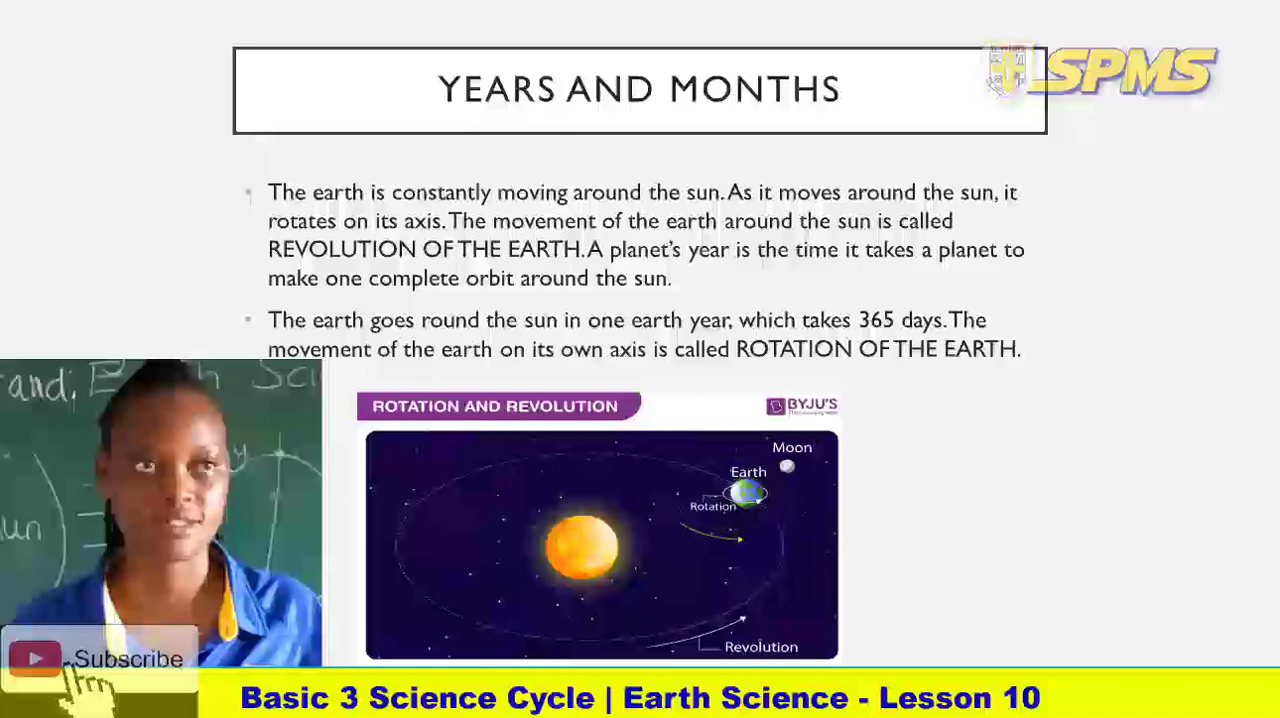 YEARS AND MONTHS
SPMS
The earth is constantly moving around the sun. As it moves around the sun, it
rotates on its axis. The movement of the earth around the sun is called
REVOLUTION OF THE EARTH. A planet's year is the time it takes a planet to
make one complete orbit around the sun.
The earth goes round the sun in one earth year, which takes 365 days. The
movement of the earth on its own axis is called ROTATION OF THE EARTH.
and,
ROTATION AND REVOLUTION
BYJU'S
Moon
Earth
Rotation
Revolution
y
un
Subscribe
Basic 3 Science Cycle | Earth Science - Lesson 10